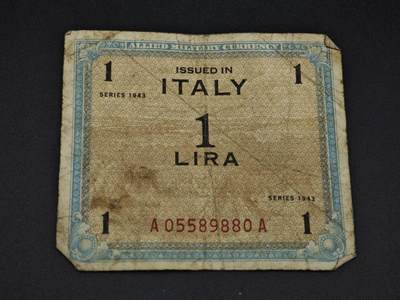 ALLIED MILITARY CURRENCY
1 ISSUED IN 1
ITALY
SERIES 1943
1
LIRA
SERIES 1943
1 A 05589880 A 1